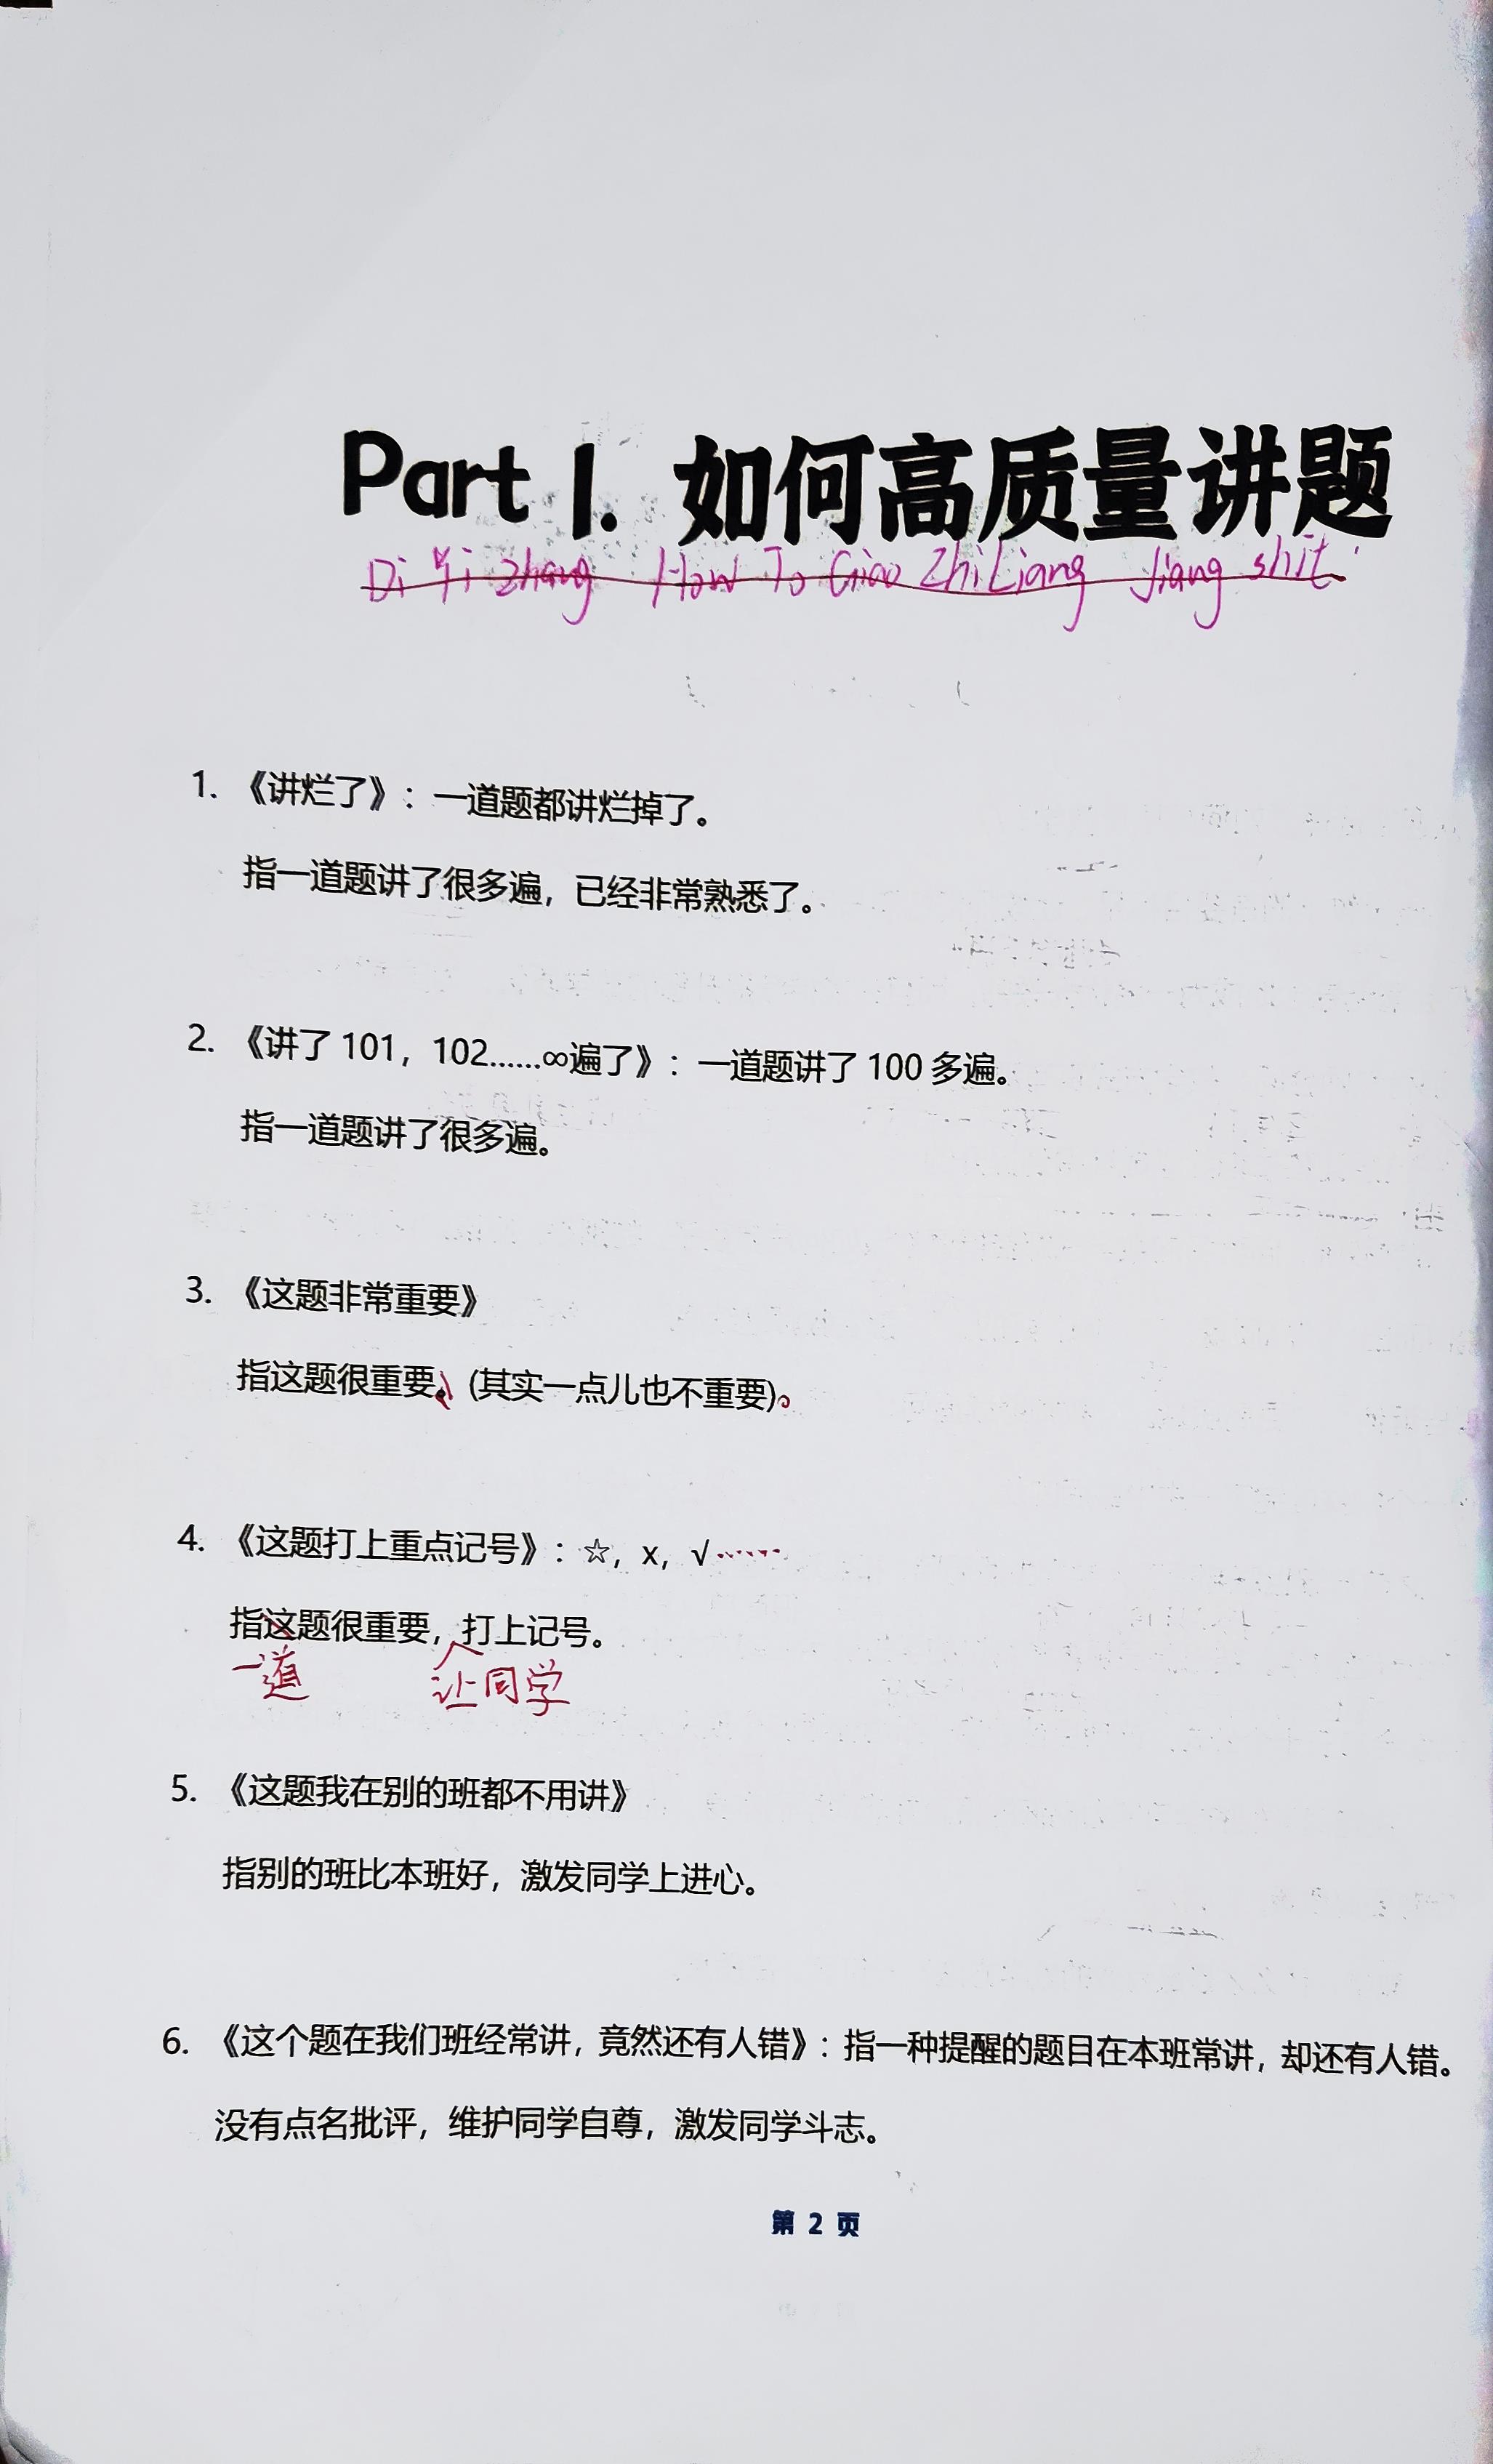 Part 1. 如何高质量讲题
Di Yi zhang How To Giao ZhiLiang Jiang shit
1. 《讲烂了》：一道题都讲烂掉了。
指一道题讲了很多遍，已经非常熟悉了。
2. 《讲了 101，102......∞遍了》：一道题讲了 100 多遍。
指一道题讲了很多遍。
3. 《这题非常重要》
指这题很重要。(其实一点儿也不重要)。
4. 《这题打上重点记号》：☆，x，√······
指这题很重要，打上记号。
一道 让同学
5. 《这题我在别的班都不用讲》
指别的班比本班好，激发同学上进心。
6. 《这个题在我们班经常讲，竟然还有人错》：指一种提醒的题目在本班常讲，却还有人错。
没有点名批评，维护同学自尊，激发同学斗志。
第 2 页